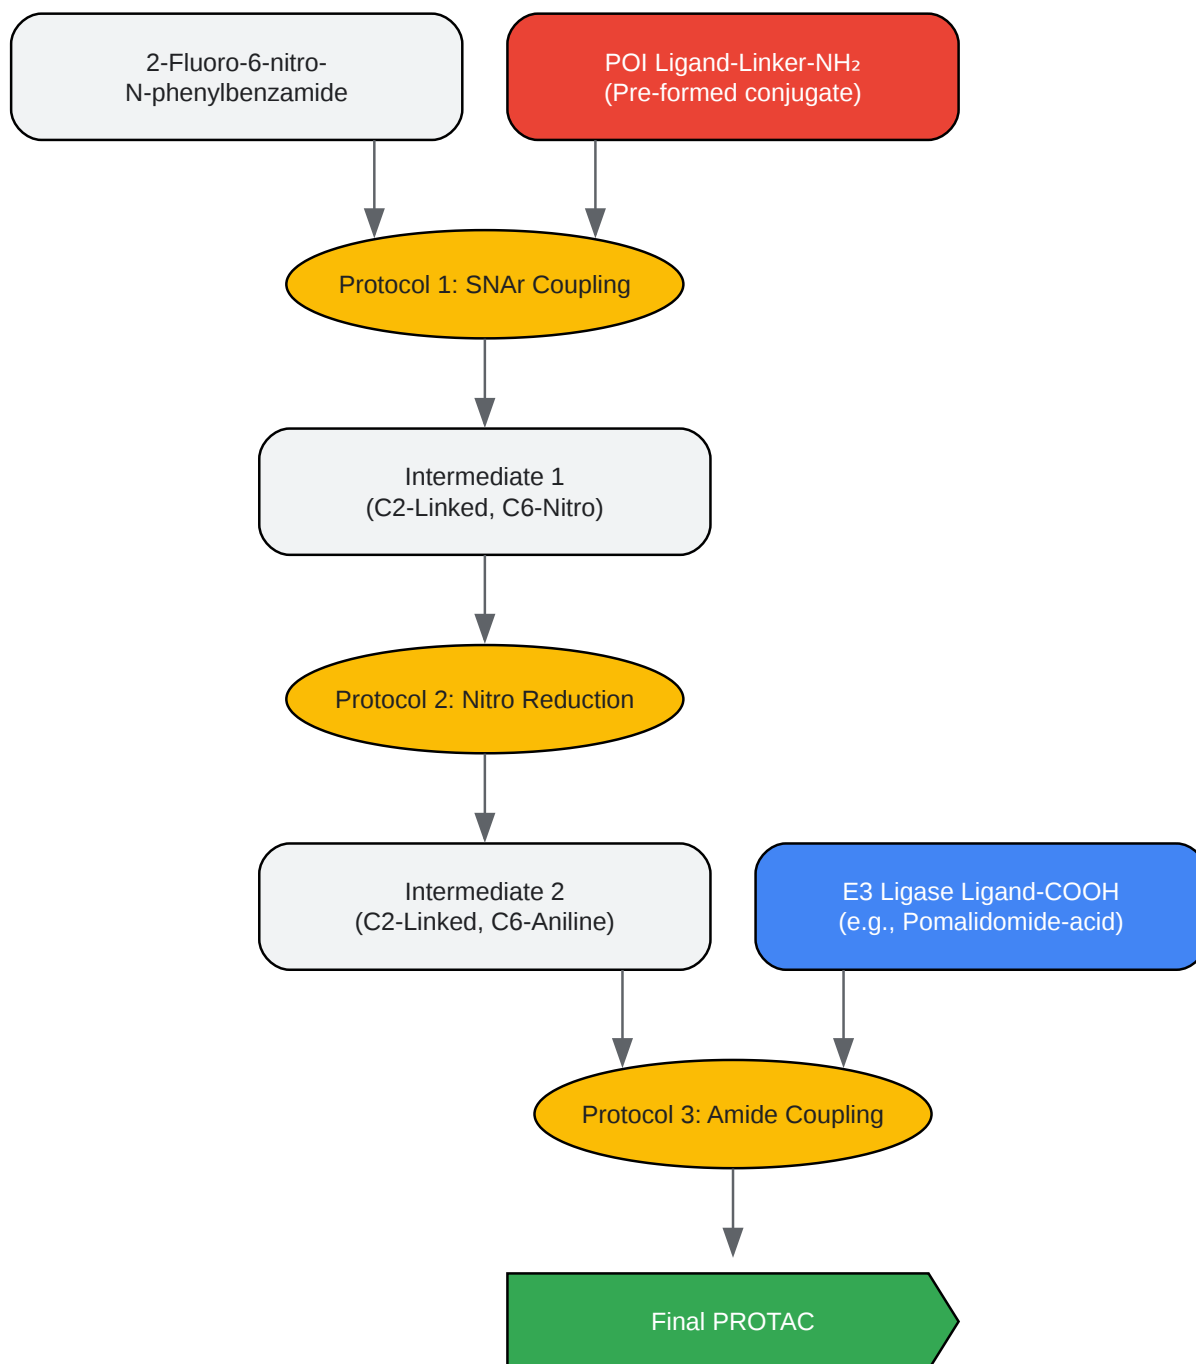 2-Fluoro-6-nitro-
N-phenylbenzamide
POI Ligand-Linker-NH₂
(Pre-formed conjugate)
Protocol 1: SNAr Coupling
Intermediate 1
(C2-Linked, C6-Nitro)
Protocol 2: Nitro Reduction
Intermediate 2
(C2-Linked, C6-Aniline)
E3 Ligase Ligand-COOH
(e.g., Pomalidomide-acid)
Protocol 3: Amide Coupling
Final PROTAC